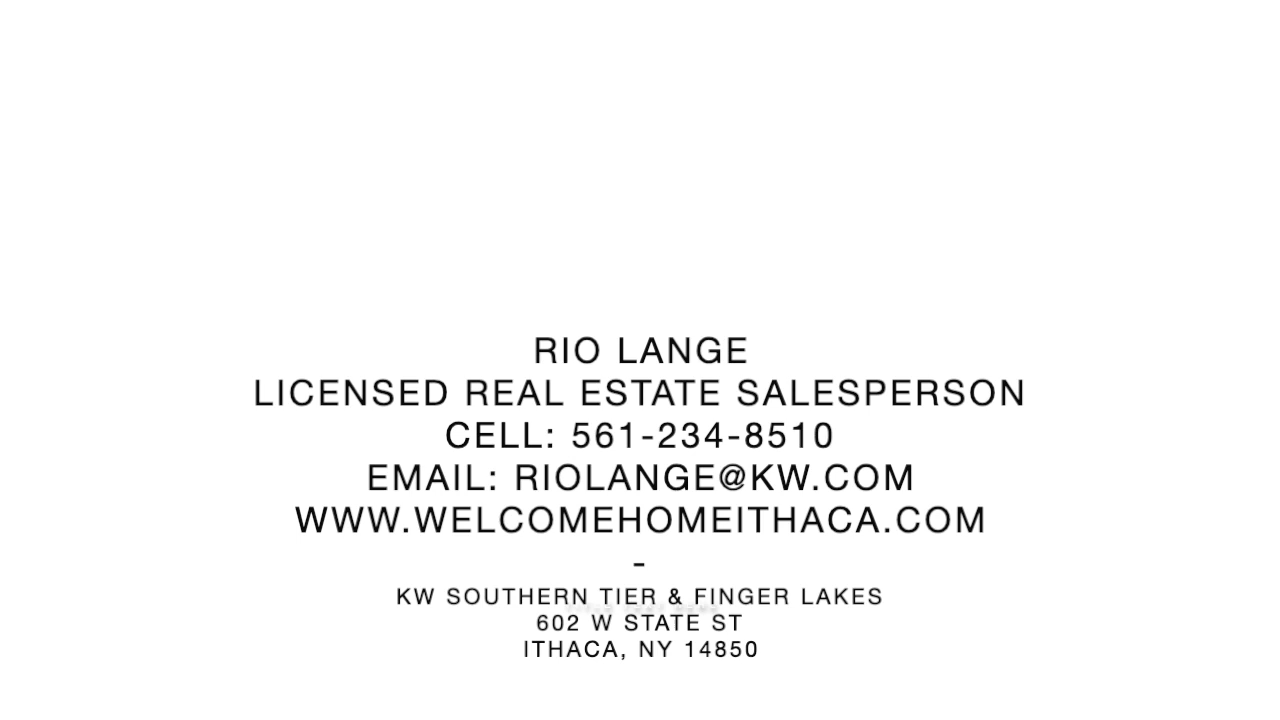 RIO LANGE
LICENSED REAL ESTATE SALESPERSON
CELL: 561-234-8510
EMAIL: RIOLANGE@KW.COM
WWW.WELCOMEHOMEITHACA.COM
-
KW SOUTHERN TIER & FINGER LAKES
602 W STATE ST
ITHACA, NY 14850